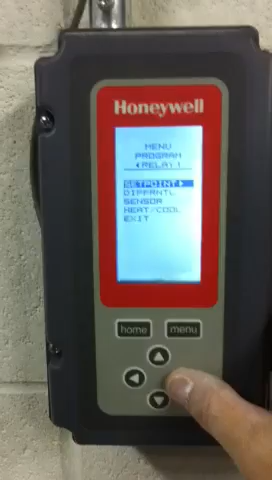 Honeywell
MENU
PROGRAM
◄RELAY 1
SETPOINT►
DIFFRNTL
SENSOR
HEAT/COOL
EXIT
home menu